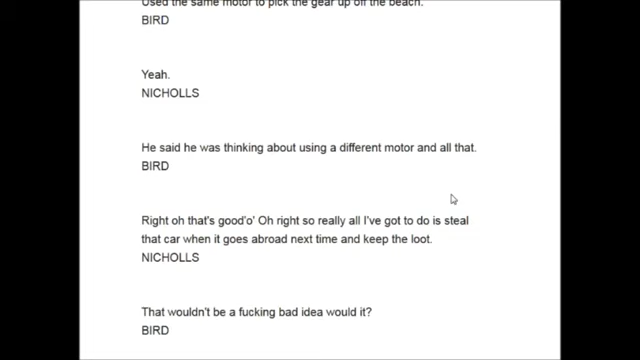 Used the same motor to pick the gear up off the beach.
BIRD
Yeah.
NICHOLLS
He said he was thinking about using a different motor and all that.
BIRD
Right oh that's good'o' Oh right so really all I've got to do is steal
that car when it goes abroad next time and keep the loot.
NICHOLLS
That wouldn't be a fucking bad idea would it?
BIRD